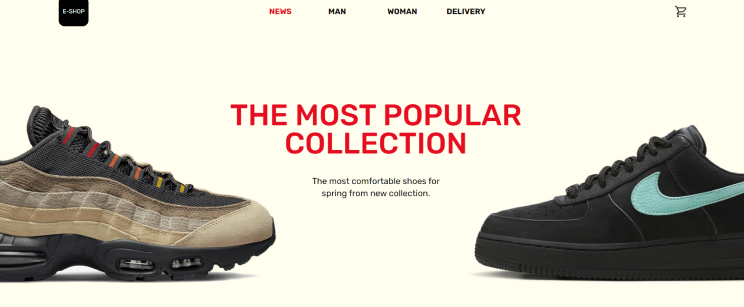 E-SHOP
NEWS MAN WOMAN DELIVERY
THE MOST POPULAR
COLLECTION
The most comfortable shoes for
spring from new collection.